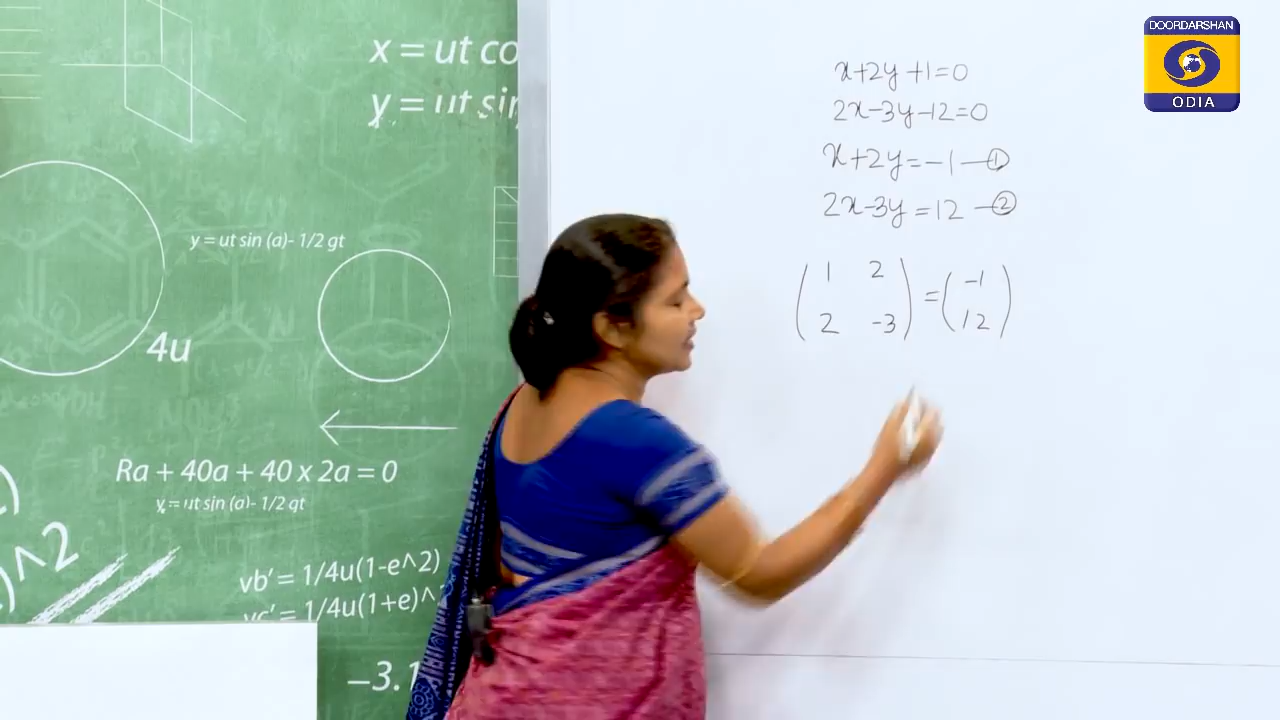 x = ut co
y = ut sin
y = ut sin (a)- 1/2 gt
4u
Ra + 40a + 40 x 2a = 0
y = ut sin (a)- 1/2 gt
)^2
vb' = 1/4u(1-e^2)
vc' = 1/4u(1+e)^
-3.1
x+2y+1=0
2x-3y-12=0
x+2y=-1 —①
2x-3y=12 —②
( 1 2 ) = ( -1 )
( 2 -3 ) ( 12 )
DOORDARSHAN
ODIA